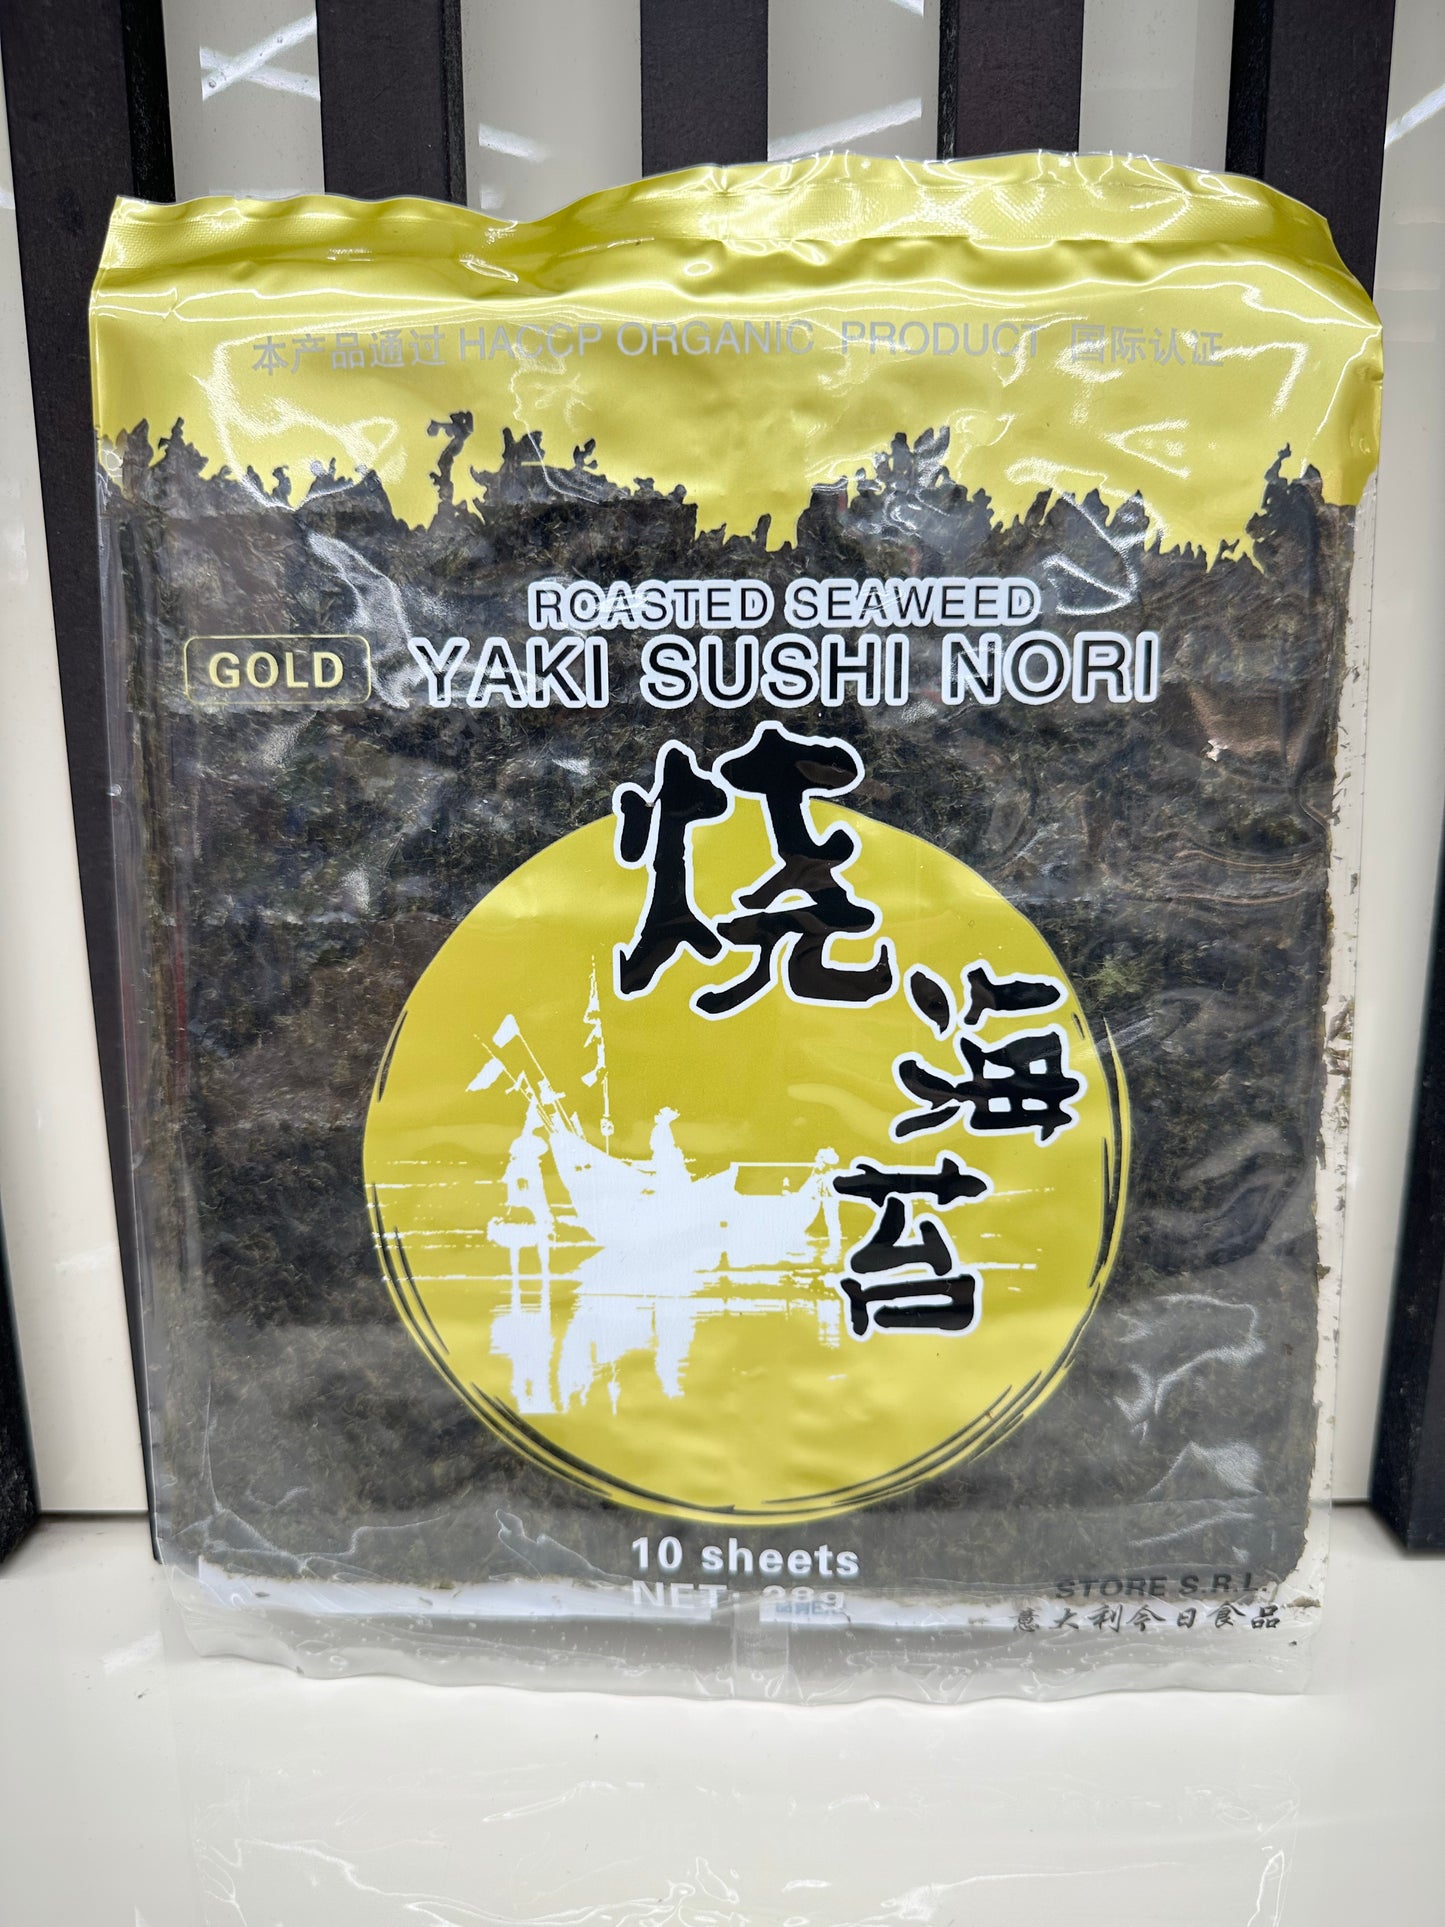 本产品通过 HACCP ORGANIC PRODUCT 国际认证
ROASTED SEAWEED
GOLD
YAKI SUSHI NORI
烧
海
苔
10 sheets
NET: 28g
STORE S.R.L.
意大利今日食品